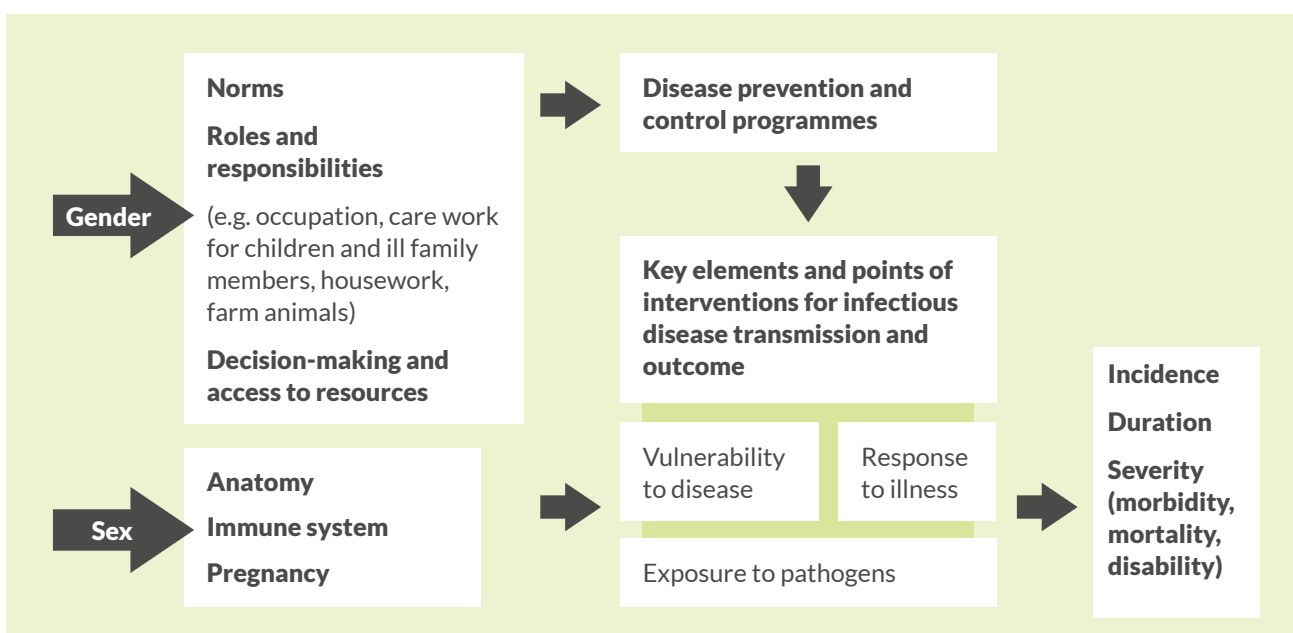 Gender
Norms
Roles and
responsibilities
(e.g. occupation, care work
for children and ill family
members, housework,
farm animals)
Decision-making and
access to resources
Sex
Anatomy
Immune system
Pregnancy
Disease prevention and
control programmes
Key elements and points of
interventions for infectious
disease transmission and
outcome
Vulnerability
to disease
Response
to illness
Exposure to pathogens
Incidence
Duration
Severity
(morbidity,
mortality,
disability)